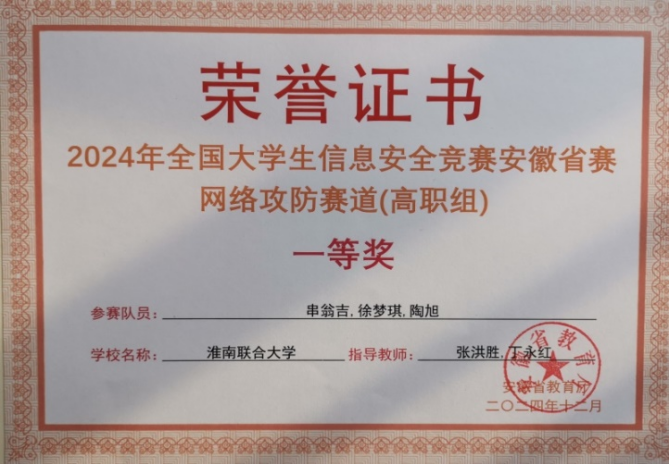 荣誉证书
2024年全国大学生信息安全竞赛安徽省赛
网络攻防赛道(高职组)
一等奖
参赛队员: 串翁吉,徐梦琪,陶旭
学校名称: 淮南联合大学 指导教师: 张洪胜,丁永红
安徽省教育厅
二〇二四年十二月